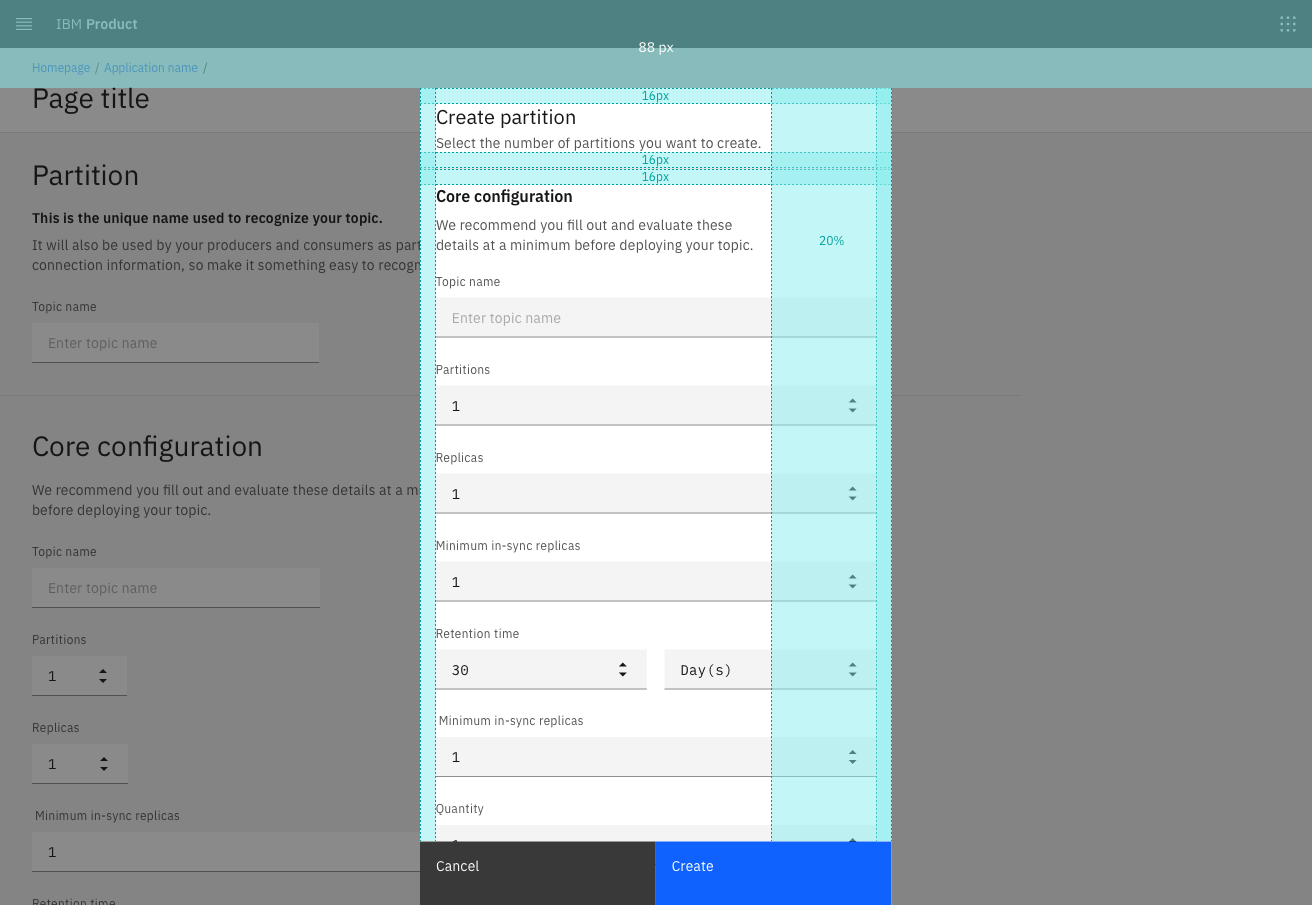 IBM Product
88 px
Homepage / Application name /
Page title
Partition
This is the unique name used to recognize your topic.
It will also be used by your producers and consumers as part
connection information, so make it something easy to recogn
Topic name
Enter topic name
Core configuration
We recommend you fill out and evaluate these details at a m
before deploying your topic.
Topic name
Enter topic name
Partitions
1
Replicas
1
Minimum in-sync replicas
1
Retention time
16px
Create partition
Select the number of partitions you want to create.
16px
16px
Core configuration
We recommend you fill out and evaluate these
details at a minimum before deploying your topic.
20%
Topic name
Enter topic name
Partitions
1
Replicas
1
Minimum in-sync replicas
1
Retention time
30 Day(s)
Minimum in-sync replicas
1
Quantity
Cancel Create